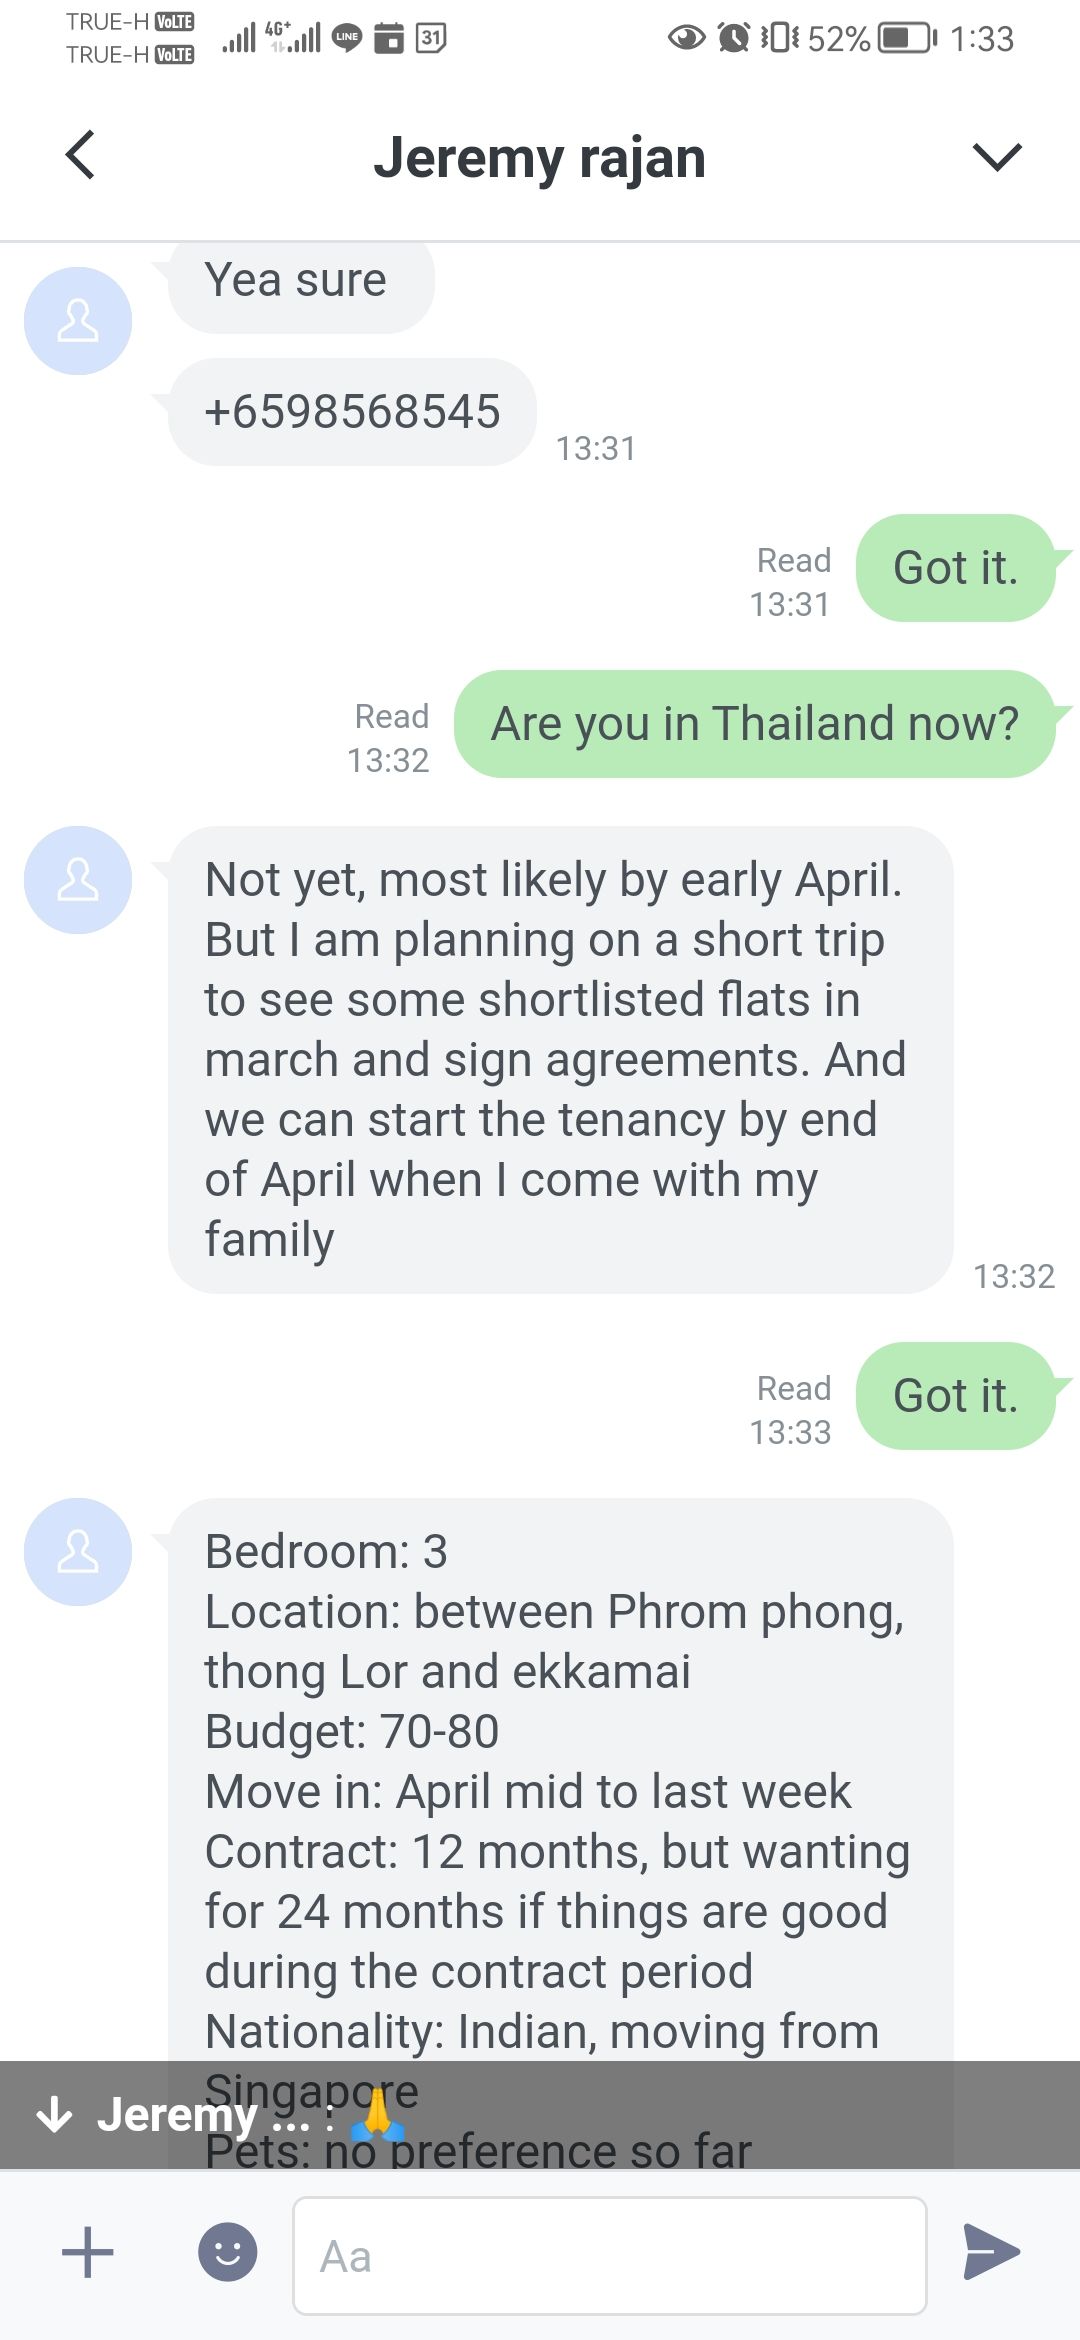 TRUE-H VoLTE
TRUE-H VoLTE
4G+
LINE
31
52%
1:33
Jeremy rajan
Yea sure
+6598568545
13:31
Read
13:31
Got it.
Read
13:32
Are you in Thailand now?
Not yet, most likely by early April.
But I am planning on a short trip
to see some shortlisted flats in
march and sign agreements. And
we can start the tenancy by end
of April when I come with my
family
13:32
Read
13:33
Got it.
Bedroom: 3
Location: between Phrom phong,
thong Lor and ekkamai
Budget: 70-80
Move in: April mid to last week
Contract: 12 months, but wanting
for 24 months if things are good
during the contract period
Nationality: Indian, moving from
Singapore
Jeremy ... : 🙏
Pets: no preference so far
Aa